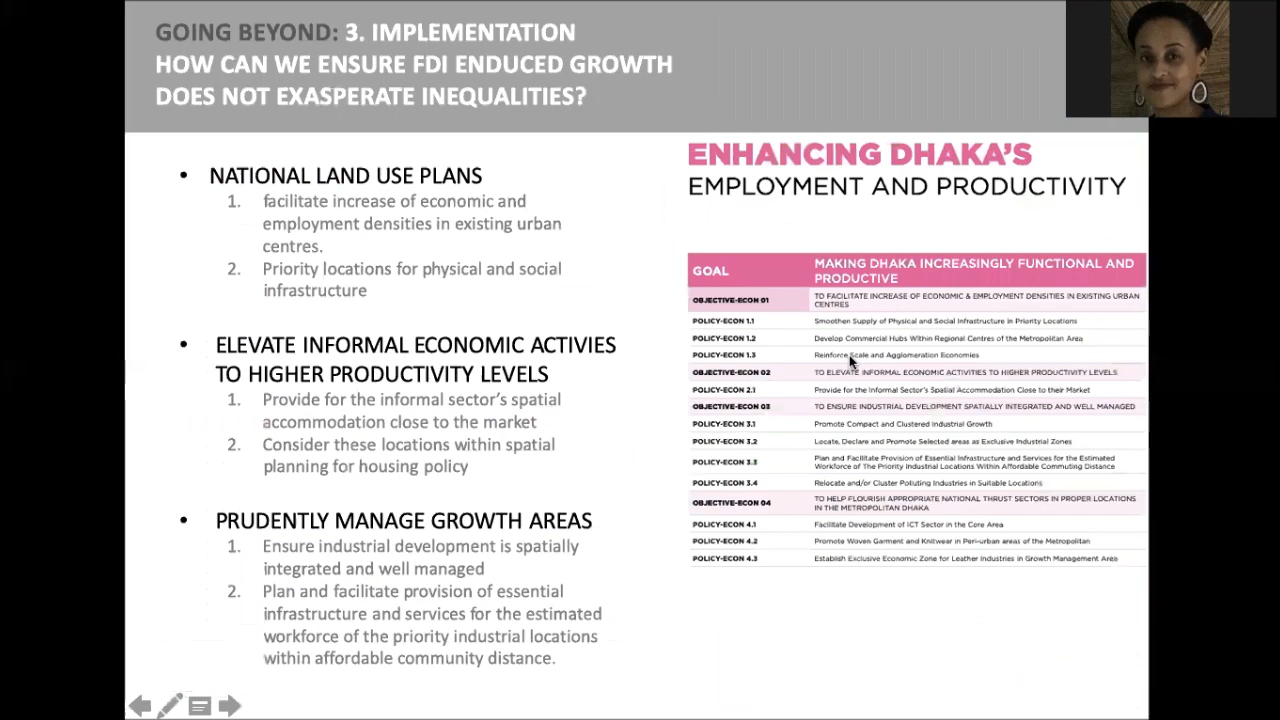 GOING BEYOND: 3. IMPLEMENTATION
HOW CAN WE ENSURE FDI ENDUCED GROWTH
DOES NOT EXASPERATE INEQUALITIES?
• NATIONAL LAND USE PLANS
1. facilitate increase of economic and
employment densities in existing urban
centres.
2. Priority locations for physical and social
infrastructure
• ELEVATE INFORMAL ECONOMIC ACTIVIES
TO HIGHER PRODUCTIVITY LEVELS
1. Provide for the informal sector's spatial
accommodation close to the market
2. Consider these locations within spatial
planning for housing policy
• PRUDENTLY MANAGE GROWTH AREAS
1. Ensure industrial development is spatially
integrated and well managed
2. Plan and facilitate provision of essential
infrastructure and services for the estimated
workforce of the priority industrial locations
within affordable community distance.
ENHANCING DHAKA'S
EMPLOYMENT AND PRODUCTIVITY
GOAL MAKING DHAKA INCREASINGLY FUNCTIONAL AND
PRODUCTIVE
OBJECTIVE-ECON 01 TO FACILITATE INCREASE OF ECONOMIC & EMPLOYMENT DENSITIES IN EXISTING URBAN
CENTRES
POLICY-ECON 1.1 Smoothen Supply of Physical and Social Infrastructure in Priority Locations
POLICY-ECON 1.2 Develop Commercial Hubs Within Regional Centres of the Metropolitan Area
POLICY-ECON 1.3 Reinforce Scale and Agglomeration Economies
OBJECTIVE-ECON 02 TO ELEVATE INFORMAL ECONOMIC ACTIVITIES TO HIGHER PRODUCTIVITY LEVELS
POLICY-ECON 2.1 Provide for the Informal Sector's Spatial Accommodation Close to their Market
OBJECTIVE-ECON 03 TO ENSURE INDUSTRIAL DEVELOPMENT SPATIALLY INTEGRATED AND WELL MANAGED
POLICY-ECON 3.1 Promote Compact and Clustered Industrial Growth
POLICY-ECON 3.2 Locate, Declare and Promote Selected areas as Exclusive Industrial Zones
POLICY-ECON 3.3 Plan and Facilitate Provision of Essential Infrastructure and Services for the Estimated
Workforce of The Priority Industrial Locations Within Affordable Commuting Distance
POLICY-ECON 3.4 Relocate and/or Cluster Polluting Industries in Suitable Locations
OBJECTIVE-ECON 04 TO HELP FLOURISH APPROPRIATE NATIONAL THRUST SECTORS IN PROPER LOCATIONS
IN THE METROPOLITAN DHAKA
POLICY-ECON 4.1 Facilitate Development of ICT Sector in the Core Area
POLICY-ECON 4.2 Promote Woven Garment and Knitwear in Peri-urban areas of the Metropolitan
POLICY-ECON 4.3 Establish Exclusive Economic Zone for Leather Industries in Growth Management Area